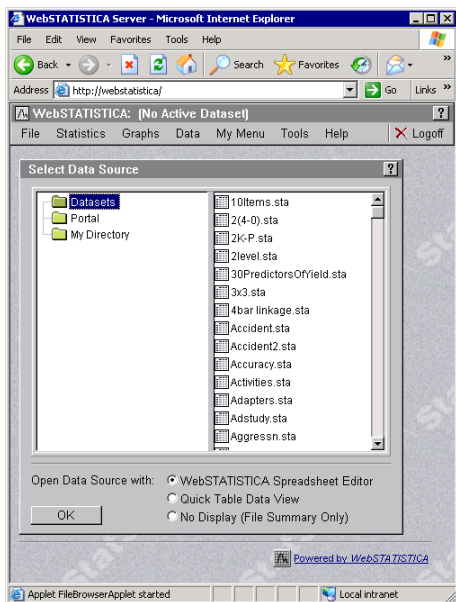 WebSTATISTICA Server - Microsoft Internet Explorer
File Edit View Favorites Tools Help
Back Search Favorites »
Address http://webstatistica/ Go Links »
WebSTATISTICA: (No Active Dataset) ?
File Statistics Graphs Data My Menu Tools Help Logoff
Select Data Source ?
Datasets
Portal
My Directory
10Items.sta
2(4-0).sta
2K-P.sta
2level.sta
30PredictorsOfYield.sta
3x3.sta
4bar linkage.sta
Accident.sta
Accident2.sta
Accuracy.sta
Activities.sta
Adapters.sta
Adstudy.sta
Aggressn.sta
Open Data Source with: WebSTATISTICA Spreadsheet Editor
Quick Table Data View
OK No Display (File Summary Only)
Powered by WebSTATISTICA
Applet FileBrowserApplet started Local intranet